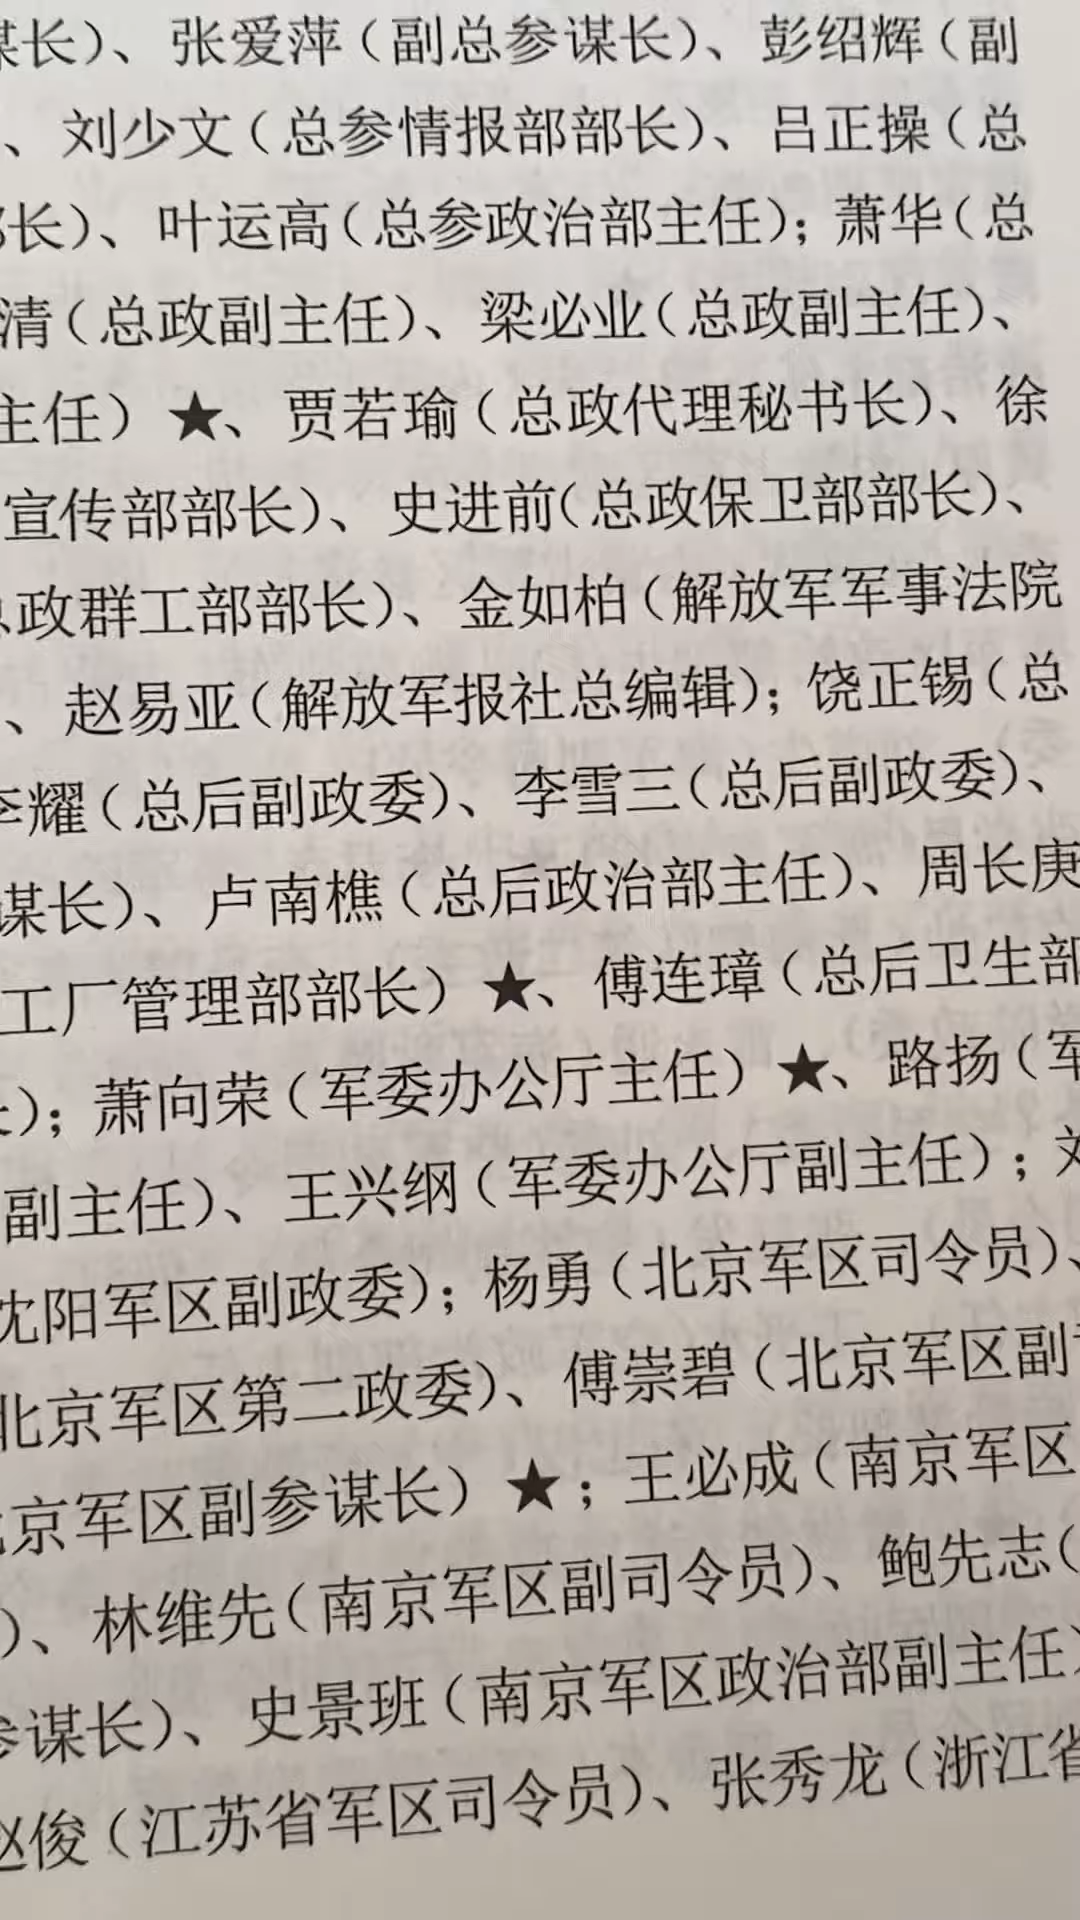 谋长）、张爱萍（副总参谋长）、彭绍辉（副
、刘少文（总参情报部部长）、吕正操（总
部长）、叶运高（总参政治部主任）；萧华（总
清（总政副主任）、梁必业（总政副主任）、
主任）★、贾若瑜（总政代理秘书长）、徐
宣传部部长）、史进前（总政保卫部部长）、
总政群工部部长）、金如柏（解放军军事法院
、赵易亚（解放军报社总编辑）；饶正锡（总
李耀（总后副政委）、李雪三（总后副政委）、
谋长）、卢南樵（总后政治部主任）、周长庚
工厂管理部部长）★、傅连璋（总后卫生部
长）；萧向荣（军委办公厅主任）★、路扬（军
副主任）、王兴纲（军委办公厅副主任）；刘
沈阳军区副政委）；杨勇（北京军区司令员）、
北京军区第二政委）、傅崇碧（北京军区副
北京军区副参谋长）★；王必成（南京军区
）、林维先（南京军区副司令员）、鲍先志（
参谋长）、史景班（南京军区政治部副主任）
赵俊（江苏省军区司令员）、张秀龙（浙江省